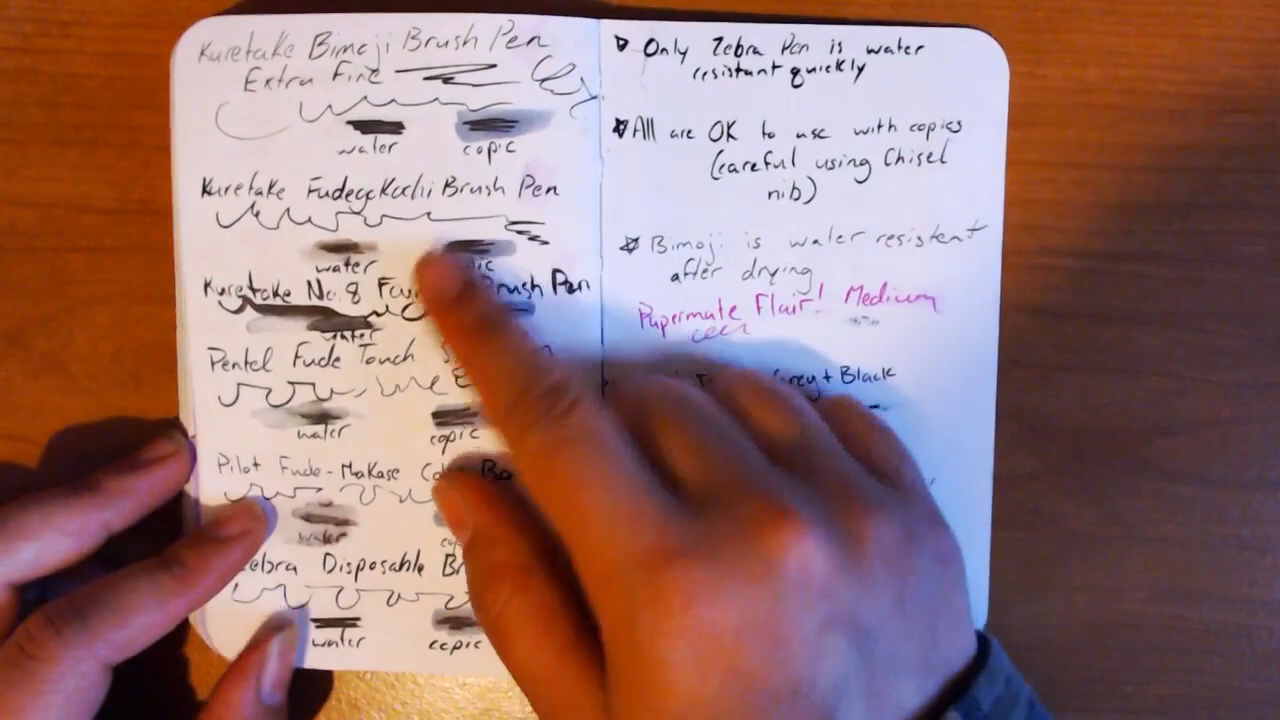 Kuretake Bimoji Brush Pen
Extra Fine
water copic
Kuretake Fudegokochi Brush Pen
water
Kuretake No. 8 Brush Pen
water
Pentel Fude Touch
water copic
Pilot Fude-Makase
water
Zebra Disposable
water copic
Only Zebra Pen is water
resistant quickly
All are OK to use with copics
(careful using Chisel
nib)
Bimoji is water resistent
after drying
Papermate Flair! Medium
Grey + Black